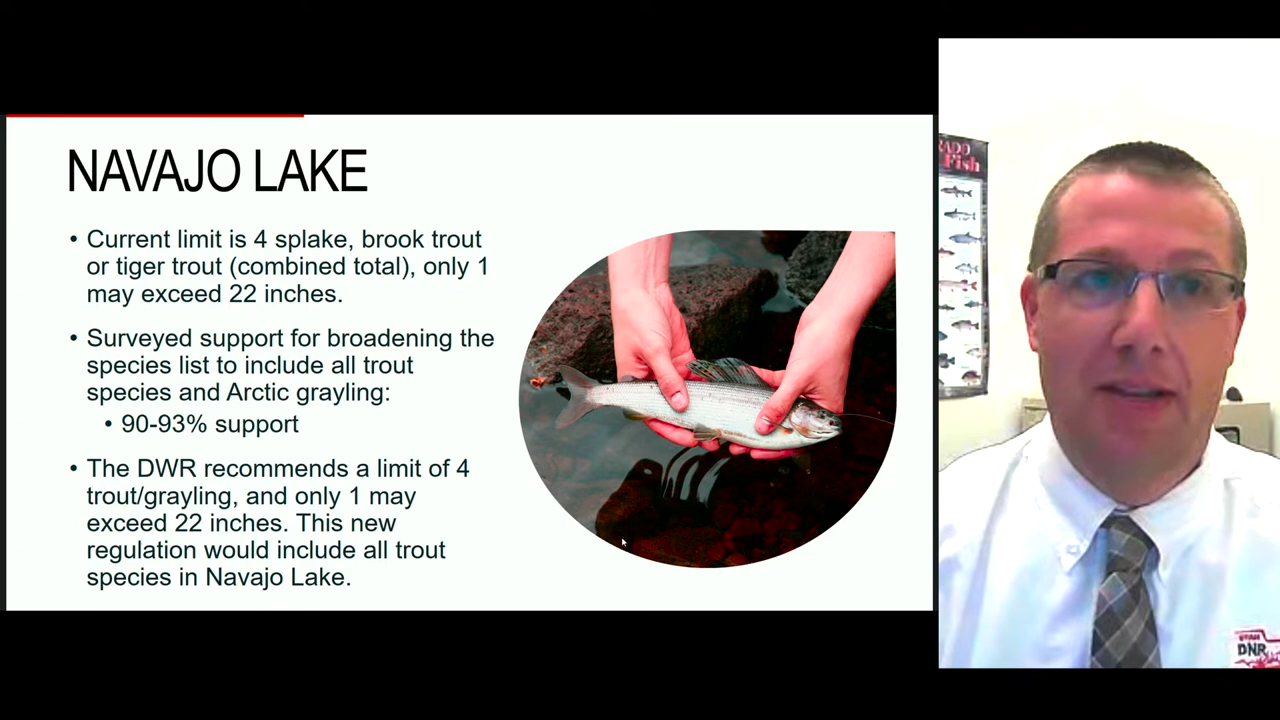 NAVAJO LAKE
• Current limit is 4 splake, brook trout
or tiger trout (combined total), only 1
may exceed 22 inches.
• Surveyed support for broadening the
species list to include all trout
species and Arctic grayling:
• 90-93% support
• The DWR recommends a limit of 4
trout/grayling, and only 1 may
exceed 22 inches. This new
regulation would include all trout
species in Navajo Lake.
RADO
Fish
UTAH
DNR